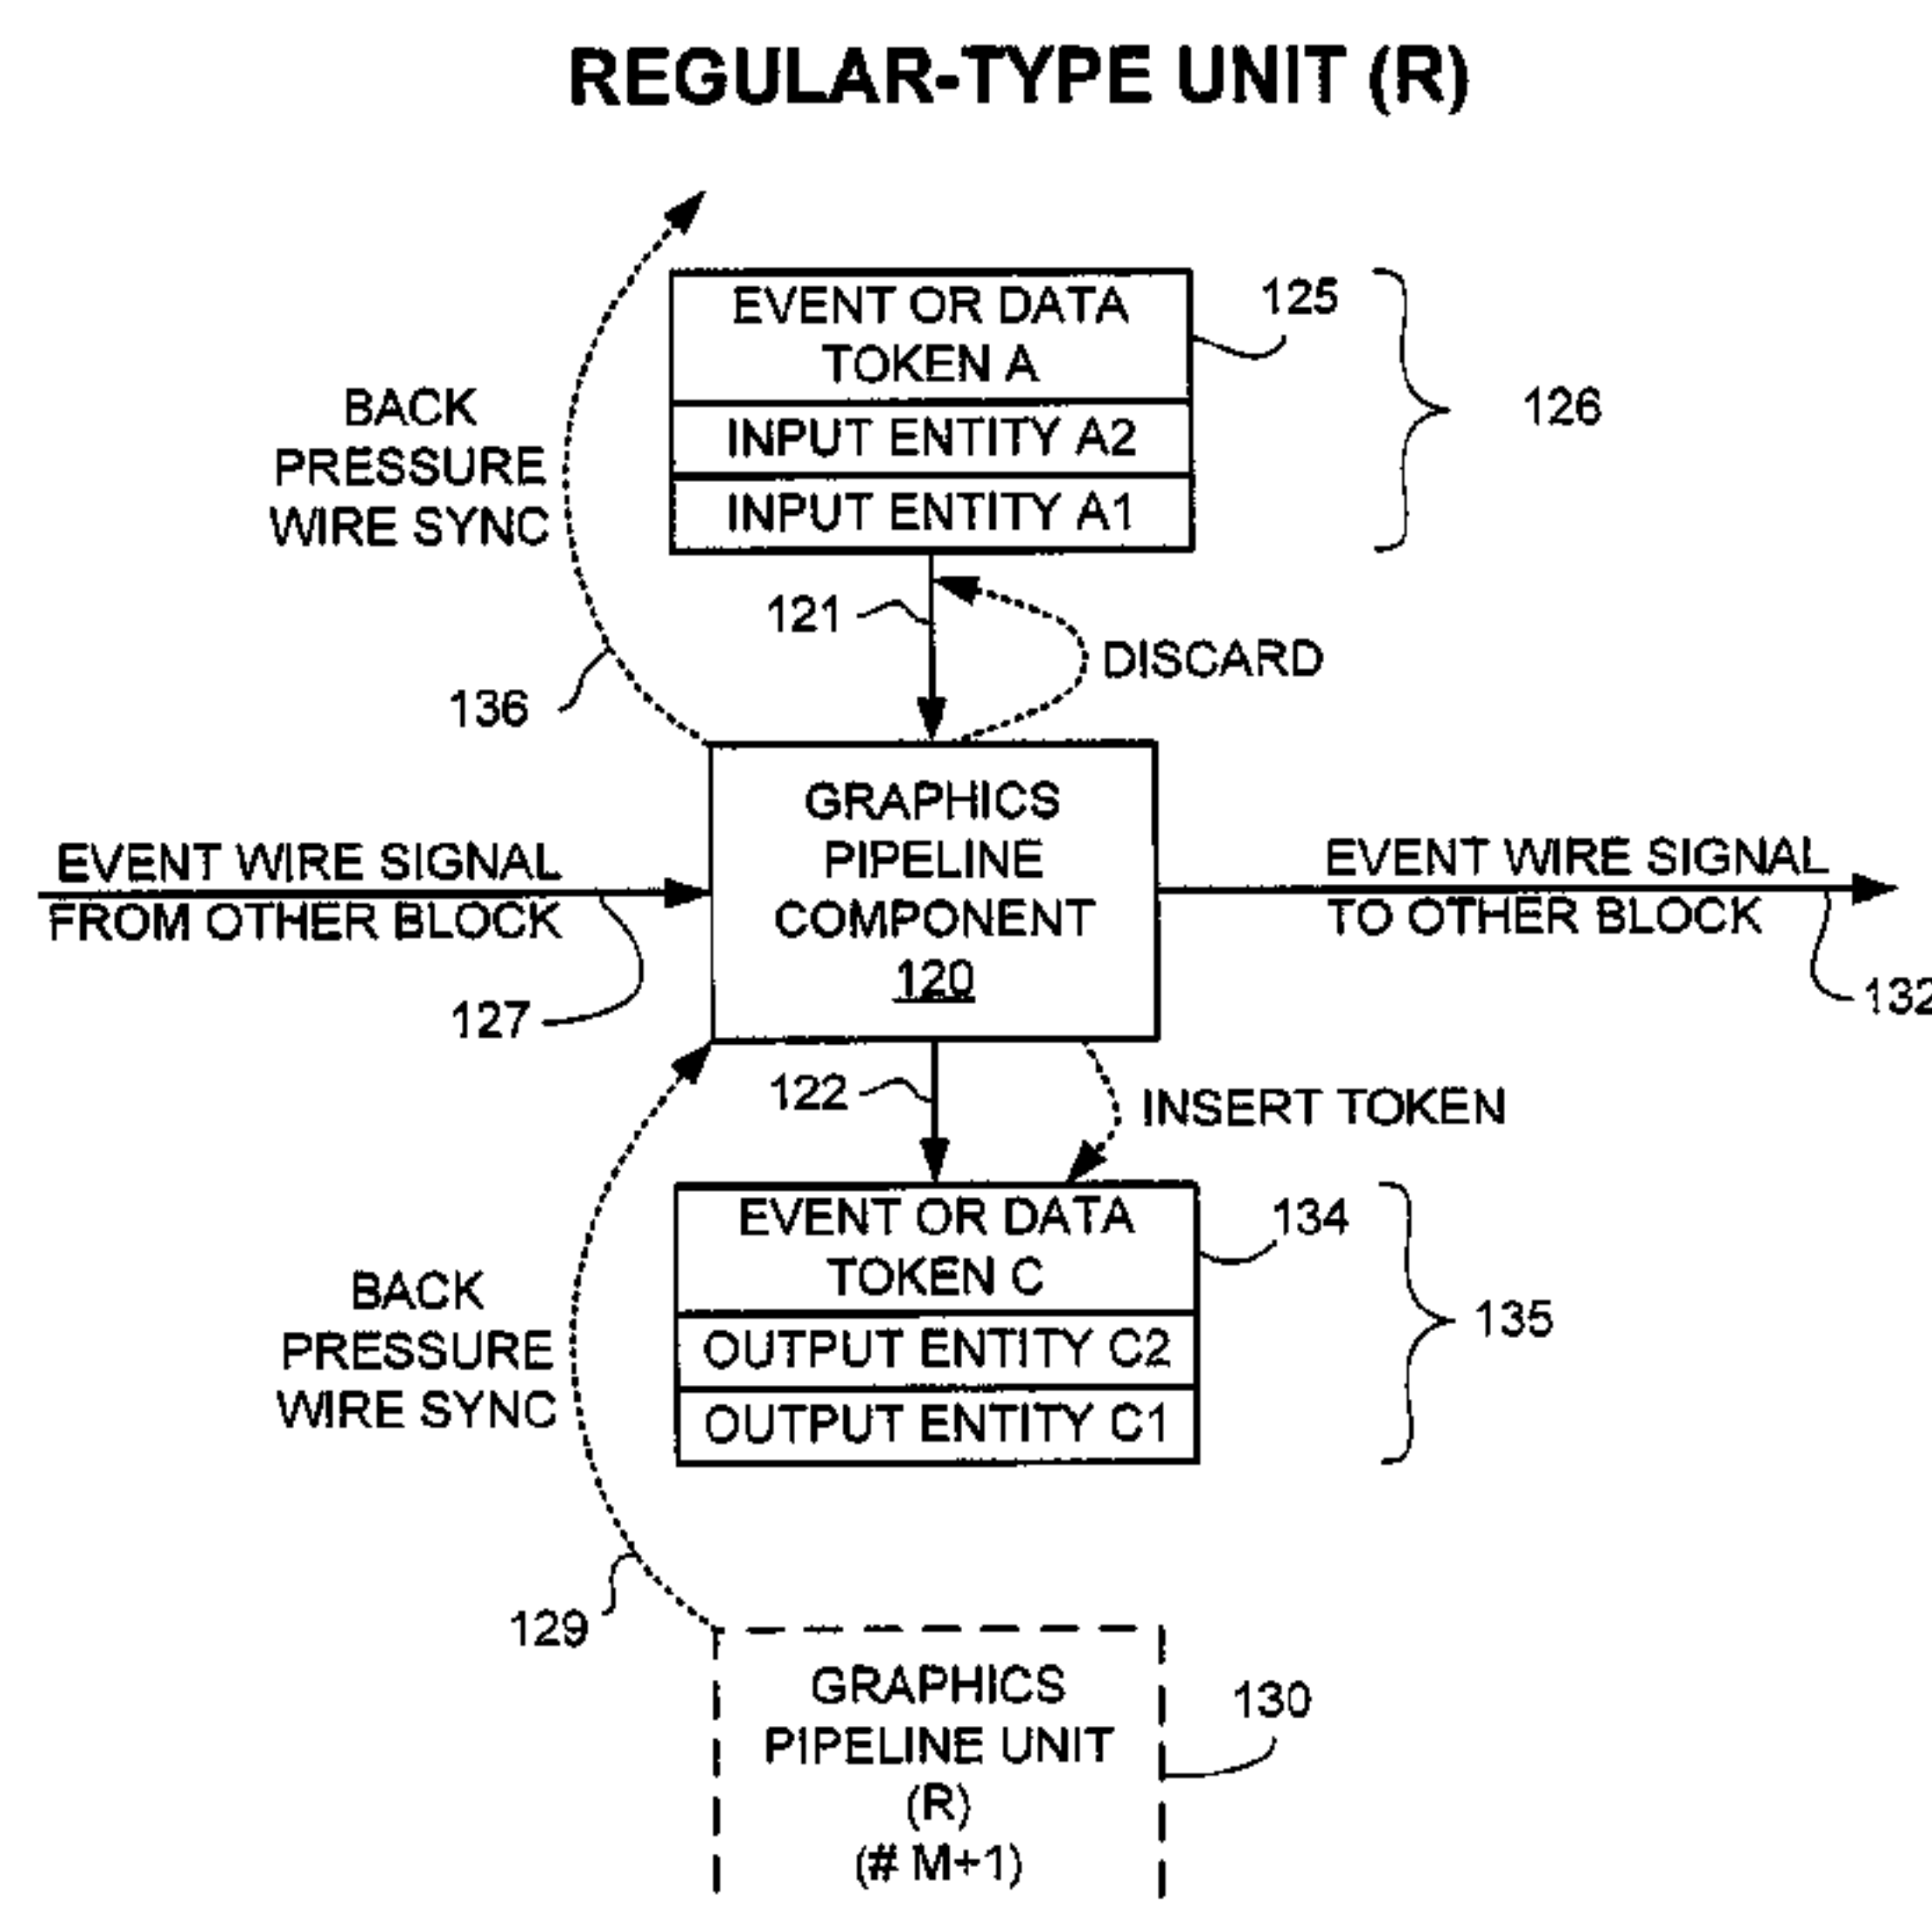 REGULAR-TYPE UNIT (R)
EVENT OR DATA
TOKEN A
INPUT ENTITY A2
INPUT ENTITY A1
125
126
BACK
PRESSURE
WIRE SYNC
121
DISCARD
136
GRAPHICS
PIPELINE
COMPONENT
120
EVENT WIRE SIGNAL
FROM OTHER BLOCK
127
EVENT WIRE SIGNAL
TO OTHER BLOCK
132
122
INSERT TOKEN
EVENT OR DATA
TOKEN C
OUTPUT ENTITY C2
OUTPUT ENTITY C1
134
135
BACK
PRESSURE
WIRE SYNC
129
GRAPHICS
PIPELINE UNIT
(R)
(# M+1)
130